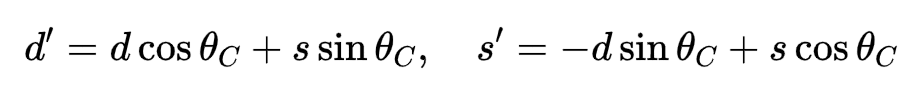 d′ = d cos θ_C + s sin θ_C, s′ = −d sin θ_C + s cos θ_C